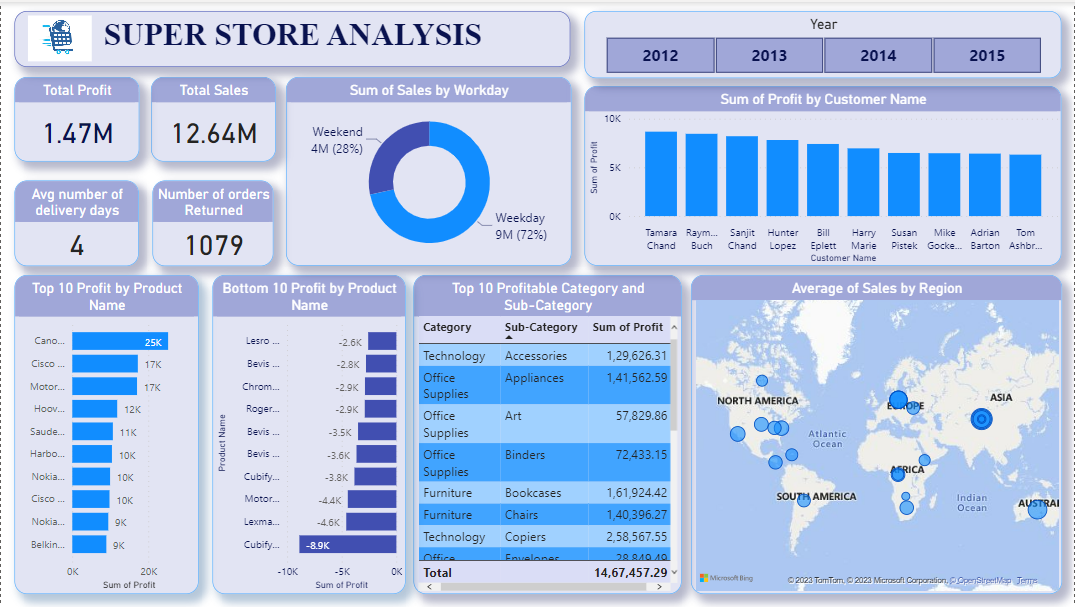 SUPER STORE ANALYSIS
Year
2012
2013
2014
2015
Total Profit
1.47M
Total Sales
12.64M
Avg number of
delivery days
4
Number of orders
Returned
1079
Sum of Sales by Workday
Weekend
4M (28%)
Weekday
9M (72%)
Sum of Profit by Customer Name
10K
5K
0K
Sum of Profit
Tamara
Chand
Raym...
Buch
Sanjit
Chand
Hunter
Lopez
Bill
Eplett
Harry
Marie
Susan
Pistek
Mike
Gocke...
Adrian
Barton
Tom
Ashbr...
Customer Name
Top 10 Profit by Product
Name
Cano... 25K
Cisco ... 17K
Motor... 17K
Hoov... 12K
Saude... 11K
Harbo... 10K
Nokia... 10K
Cisco ... 10K
Nokia... 9K
Belkin... 9K
0K 20K
Sum of Profit
Bottom 10 Profit by Product
Name
Product Name
Lesro ... -2.6K
Bevis ... -2.8K
Chrom... -2.9K
Roger... -2.9K
Bevis ... -3.5K
Bevis ... -3.6K
Cubify... -3.8K
Motor... -4.4K
Lexma... -4.6K
Cubify... -8.9K
-10K -5K 0K
Sum of Profit
Top 10 Profitable Category and
Sub-Category
Category Sub-Category Sum of Profit
Technology Accessories 1,29,626.31
Office Appliances 1,41,562.59
Supplies
Office Art 57,829.86
Supplies
Office Binders 72,433.15
Supplies
Furniture Bookcases 1,61,924.42
Furniture Chairs 1,40,396.27
Technology Copiers 2,58,567.55
Office Envelopes 28,849.49
Total 14,67,457.29
Average of Sales by Region
NORTH AMERICA
EUROPE
ASIA
Atlantic
Ocean
AFRICA
SOUTH AMERICA
Indian
Ocean
AUSTRAI
Microsoft Bing
© 2023 TomTom, © 2023 Microsoft Corporation, © OpenStreetMap Terms